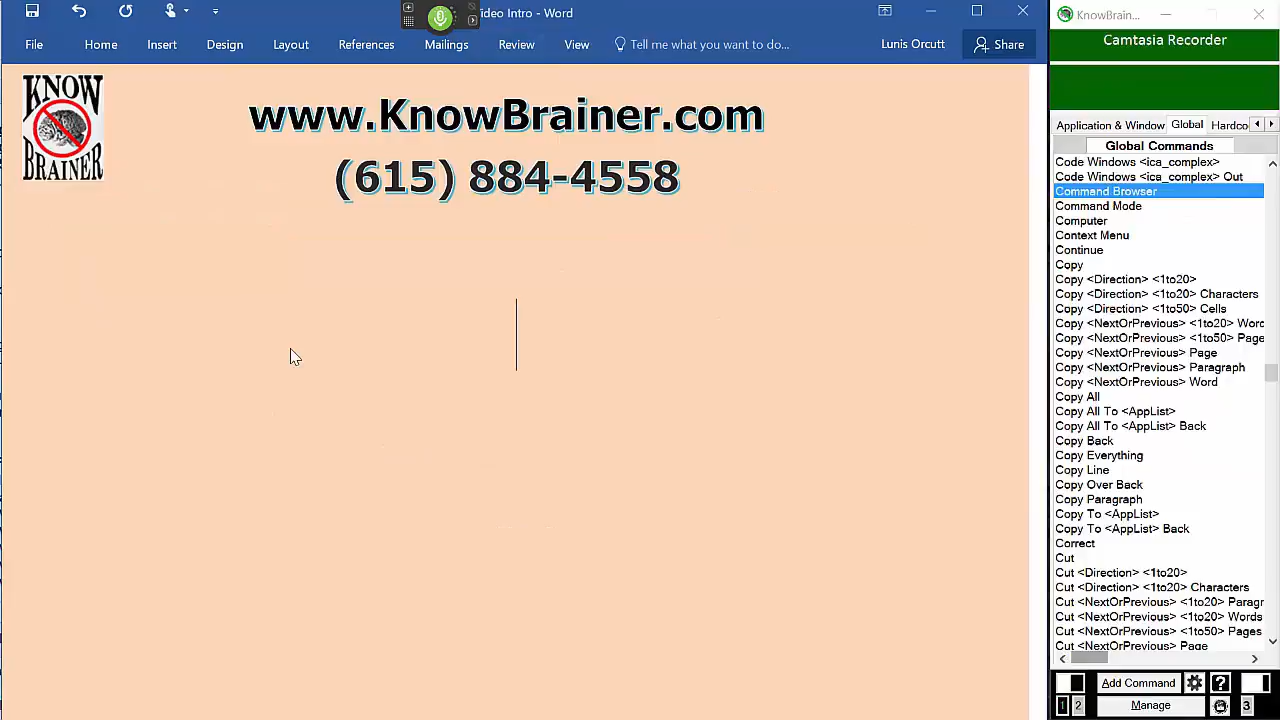 ideo Intro - Word
File Home Insert Design Layout References Mailings Review View Tell me what you want to do... Lunis Orcutt Share
KNOW
BRAINER
www.KnowBrainer.com
(615) 884-4558
KnowBrain...
Camtasia Recorder
Application & Window Global Hardco
Global Commands
Code Windows <ica_complex>
Code Windows <ica_complex> Out
Command Browser
Command Mode
Computer
Context Menu
Continue
Copy
Copy <Direction> <1to20>
Copy <Direction> <1to20> Characters
Copy <Direction> <1to50> Cells
Copy <NextOrPrevious> <1to20> Word
Copy <NextOrPrevious> <1to50> Page
Copy <NextOrPrevious> Page
Copy <NextOrPrevious> Paragraph
Copy <NextOrPrevious> Word
Copy All
Copy All To <AppList>
Copy All To <AppList> Back
Copy Back
Copy Everything
Copy Line
Copy Over Back
Copy Paragraph
Copy To <AppList>
Copy To <AppList> Back
Correct
Cut
Cut <Direction> <1to20>
Cut <Direction> <1to20> Characters
Cut <NextOrPrevious> <1to20> Paragr
Cut <NextOrPrevious> <1to20> Words
Cut <NextOrPrevious> <1to50> Pages
Cut <NextOrPrevious> Page
Add Command ?
1 2 Manage 3